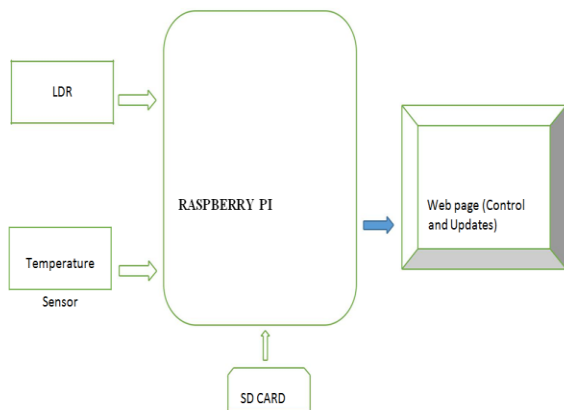 LDR
RASPBERRY PI
Web page (Control
and Updates)
Temperature
Sensor
SD CARD